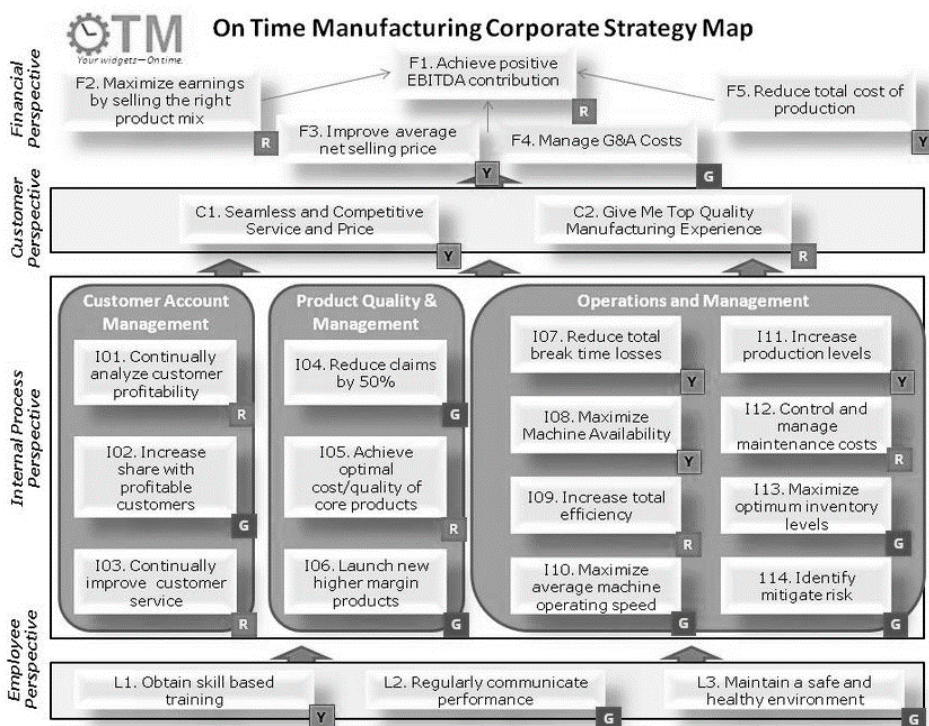 OTM
Your widgets—On time.
On Time Manufacturing Corporate Strategy Map
Financial
Perspective
F2. Maximize earnings
by selling the right
product mix
R
F1. Achieve positive
EBITDA contribution
R
F5. Reduce total cost of
production
Y
F3. Improve average
net selling price
Y
F4. Manage G&A Costs
G
Customer
Perspective
C1. Seamless and Competitive
Service and Price
Y
C2. Give Me Top Quality
Manufacturing Experience
R
Internal Process
Perspective
Customer Account
Management
I01. Continually
analyze customer
profitability
R
I02. Increase
share with
profitable
customers
G
I03. Continually
improve customer
service
R
Product Quality &
Management
I04. Reduce claims
by 50%
G
I05. Achieve
optimal
cost/quality of
core products
R
I06. Launch new
higher margin
products
G
Operations and Management
I07. Reduce total
break time losses
Y
I08. Maximize
Machine Availability
Y
I09. Increase total
efficiency
R
I10. Maximize
average machine
operating speed
G
I11. Increase
production levels
Y
I12. Control and
manage
maintenance costs
R
I13. Maximize
optimum inventory
levels
G
114. Identify
mitigate risk
G
Employee
Perspective
L1. Obtain skill based
training
Y
L2. Regularly communicate
performance
G
L3. Maintain a safe and
healthy environment
G